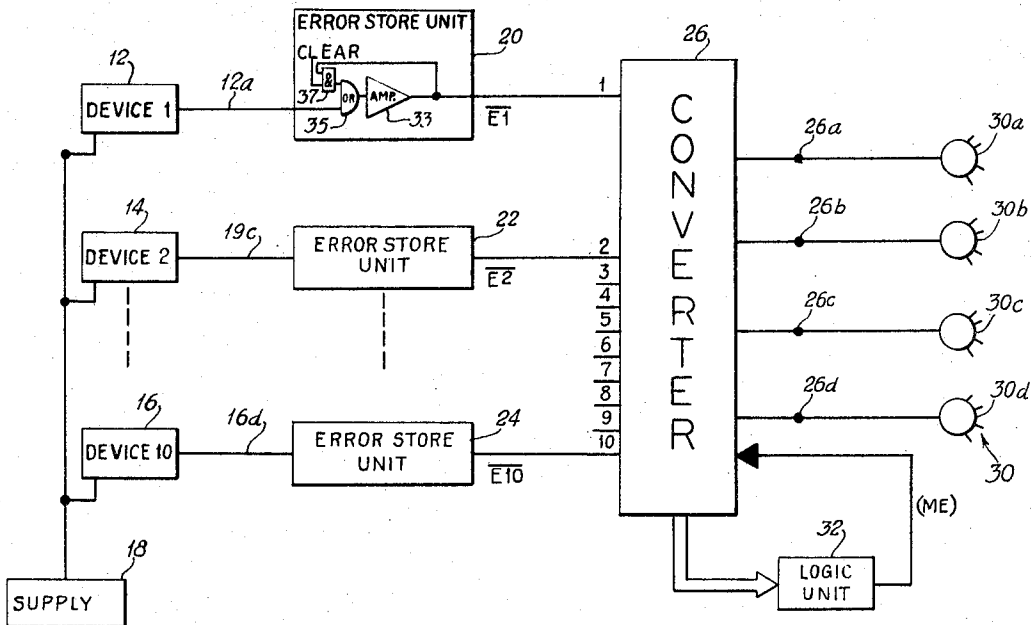 ERROR STORE UNIT
20
CLEAR
&
37
OR
35
AMP.
33
12
DEVICE 1
12a
E1
1
26
CONVERTER
26a
30a
26b
30b
14
DEVICE 2
19c
22
ERROR STORE
UNIT
E2
2
3
4
5
6
7
8
9
10
26c
30c
26d
30d
30
16
DEVICE 10
16d
24
ERROR STORE
UNIT
E10
(ME)
32
LOGIC
UNIT
18
SUPPLY